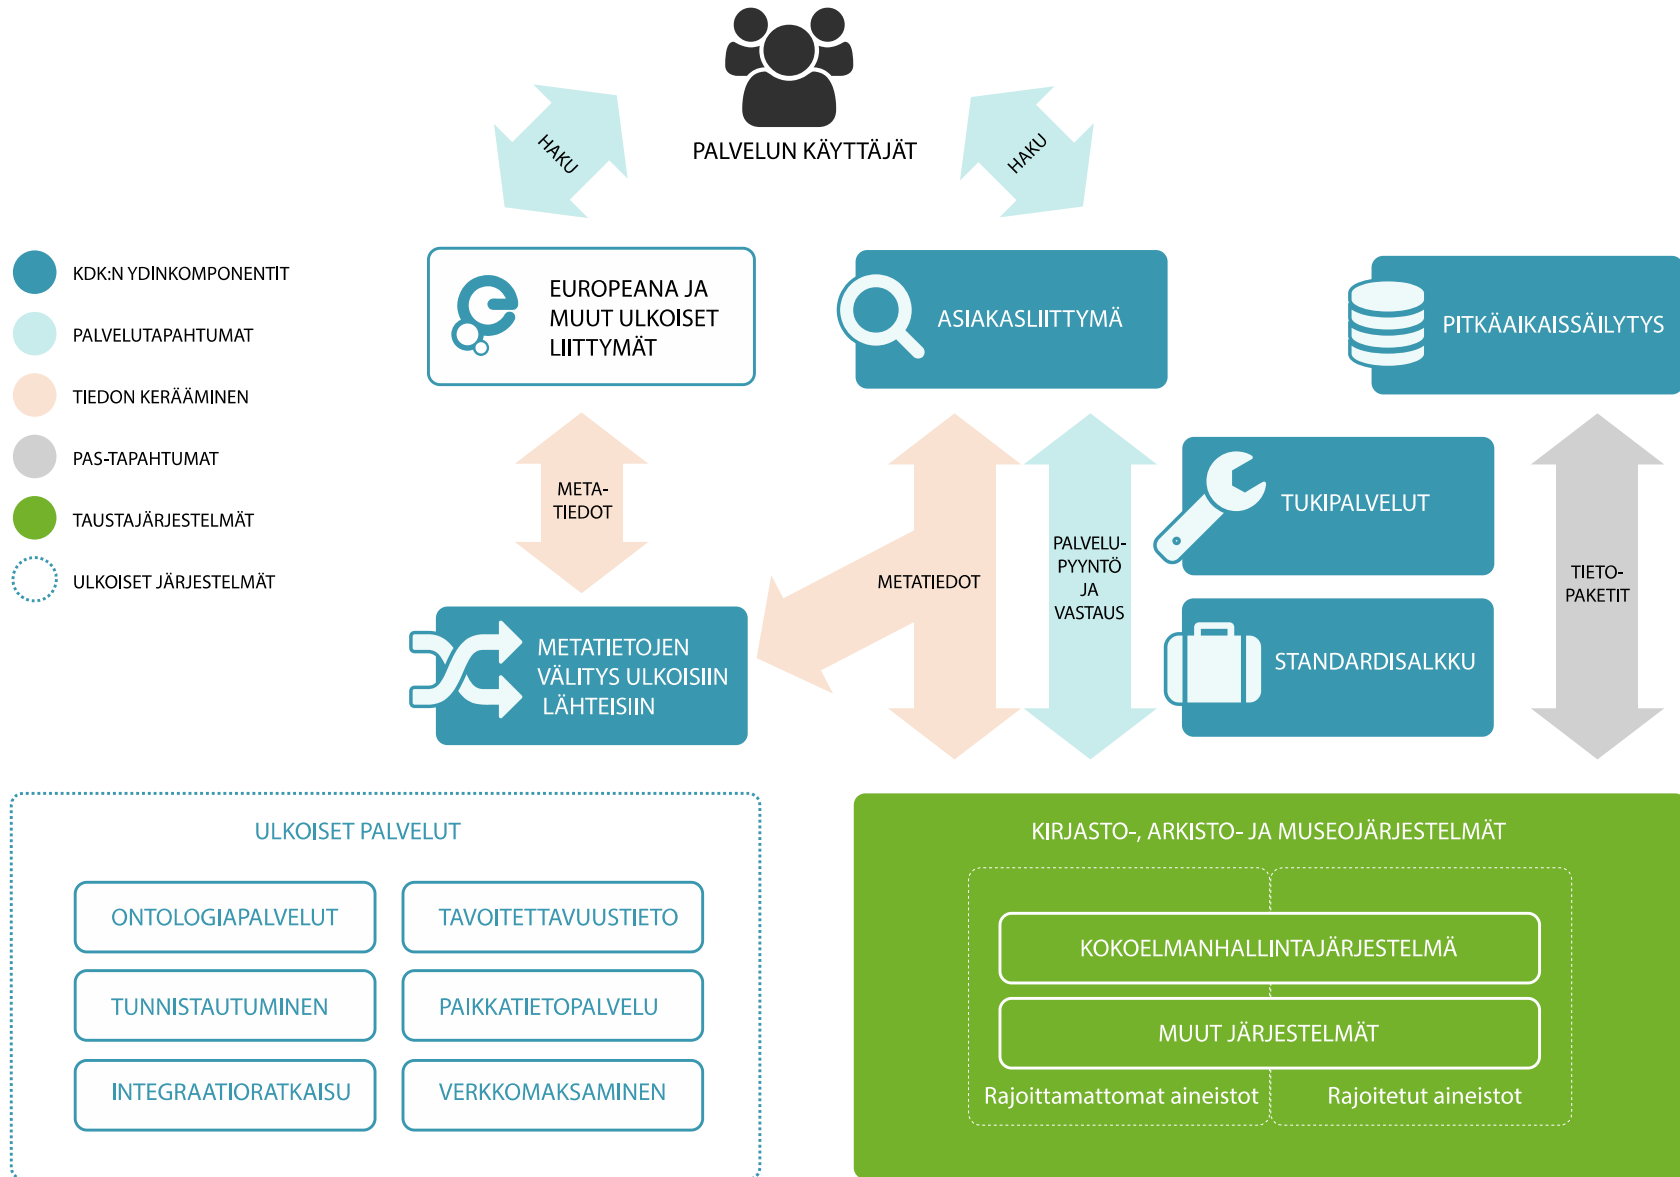 PALVELUN KÄYTTÄJÄT
HAKU
HAKU
KDK:N YDINKOMPONENTIT
PALVELUTAPAHTUMAT
TIEDON KERÄÄMINEN
PAS-TAPAHTUMAT
TAUSTAJÄRJESTELMÄT
ULKOISET JÄRJESTELMÄT
EUROPEANA JA
MUUT ULKOISET
LIITTYMÄT
ASIAKASLIITTYMÄ
PITKÄAIKAISSÄILYTYS
META-
TIEDOT
METATIEDOT
PALVELU-
PYYNTÖ
JA
VASTAUS
TUKIPALVELUT
STANDARDISALKKU
TIETO-
PAKETIT
METATIETOJEN
VÄLITYS ULKOISIIN
LÄHTEISIIN
ULKOISET PALVELUT
ONTOLOGIAPALVELUT
TAVOITETTAVUUSTIETO
TUNNISTAUTUMINEN
PAIKKATIETOPALVELU
INTEGRAATIORATKAISU
VERKKOMAKSAMINEN
KIRJASTO-, ARKISTO- JA MUSEOJÄRJESTELMÄT
KOKOELMANHALLINTAJÄRJESTELMÄ
MUUT JÄRJESTELMÄT
Rajoittamattomat aineistot
Rajoitetut aineistot